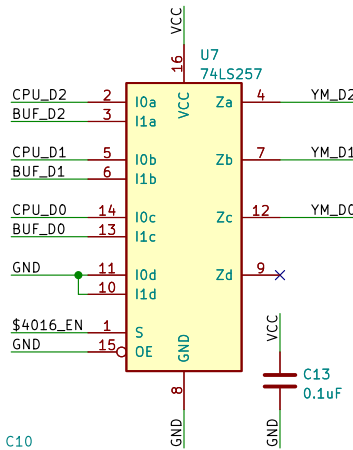 VCC
U7
74LS257
16
VCC
CPU_D2 2 I0a Za 4 YM_D2
BUF_D2 3 I1a
CPU_D1 5 I0b Zb 7 YM_D1
BUF_D1 6 I1b
CPU_D0 14 I0c Zc 12 YM_D0
BUF_D0 13 I1c
GND 11 I0d Zd 9
10 I1d
$4016_EN 1 S
GND 15 OE
GND
8
GND
VCC
C13
0.1uF
GND
C10